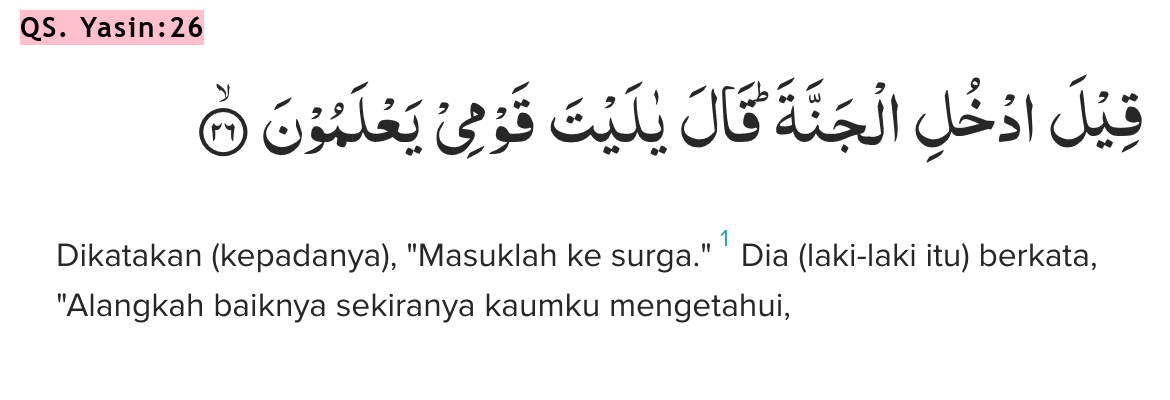 QS. Yasin:26
قِيْلَ ادْخُلِ الْجَنَّةَ ۗقَالَ يٰلَيْتَ قَوْمِيْ يَعْلَمُوْنَۙ ٢٦
Dikatakan (kepadanya), "Masuklah ke surga." 1 Dia (laki-laki itu) berkata,
"Alangkah baiknya sekiranya kaumku mengetahui,